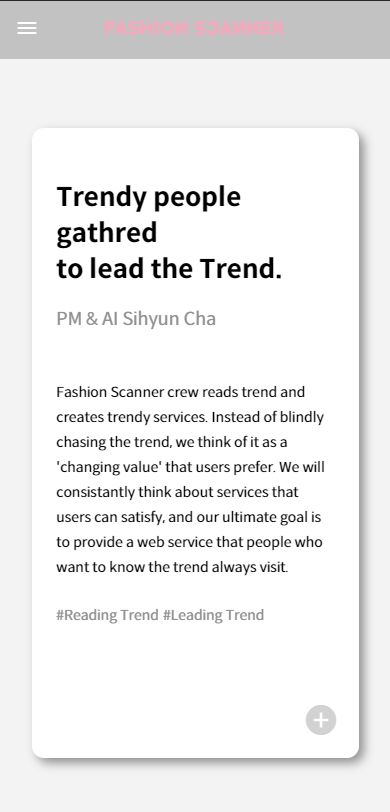 FASHION SCANNER
Trendy people
gathred
to lead the Trend.
PM & AI Sihyun Cha
Fashion Scanner crew reads trend and
creates trendy services. Instead of blindly
chasing the trend, we think of it as a
'changing value' that users prefer. We will
consistantly think about services that
users can satisfy, and our ultimate goal is
to provide a web service that people who
want to know the trend always visit.
#Reading Trend #Leading Trend